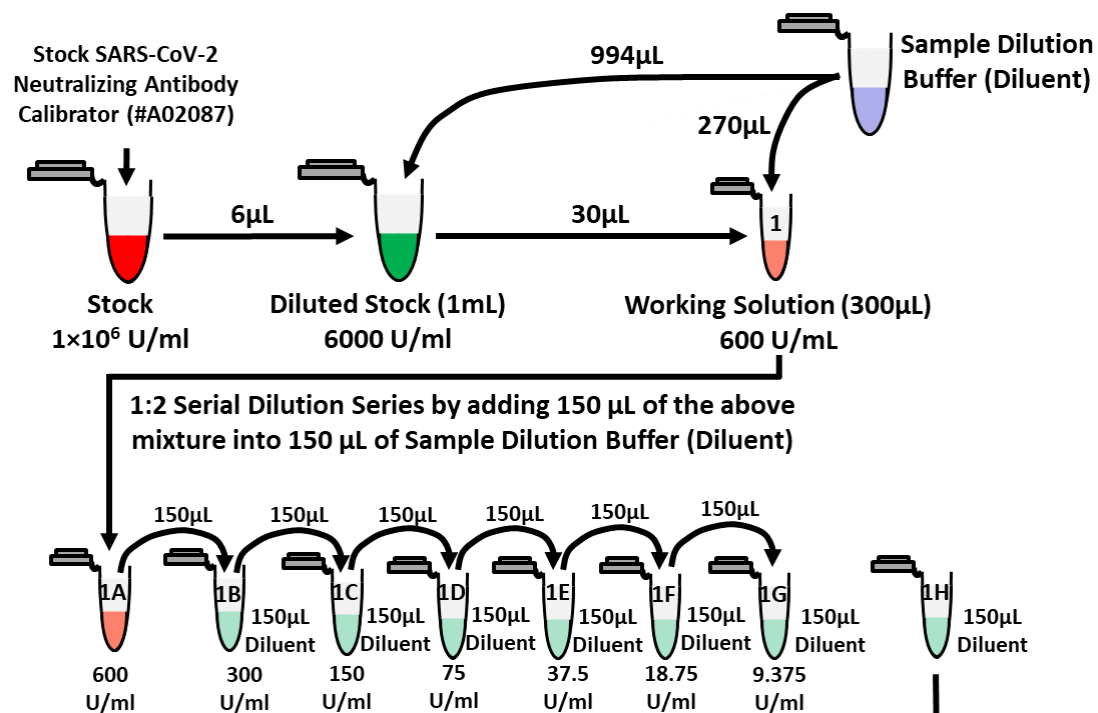 Stock SARS-CoV-2
Neutralizing Antibody
Calibrator (#A02087)
994µL
Sample Dilution
Buffer (Diluent)
270µL
6µL
30µL
1
Stock
1×10⁶ U/ml
Diluted Stock (1mL)
6000 U/ml
Working Solution (300µL)
600 U/mL
1:2 Serial Dilution Series by adding 150 µL of the above
mixture into 150 µL of Sample Dilution Buffer (Diluent)
150µL
150µL
150µL
150µL
150µL
150µL
1A
1B
1C
1D
1E
1F
1G
1H
150µL
Diluent
150µL
Diluent
150µL
Diluent
150µL
Diluent
150µL
Diluent
150µL
Diluent
150µL
Diluent
600
U/ml
300
U/ml
150
U/ml
75
U/ml
37.5
U/ml
18.75
U/ml
9.375
U/ml